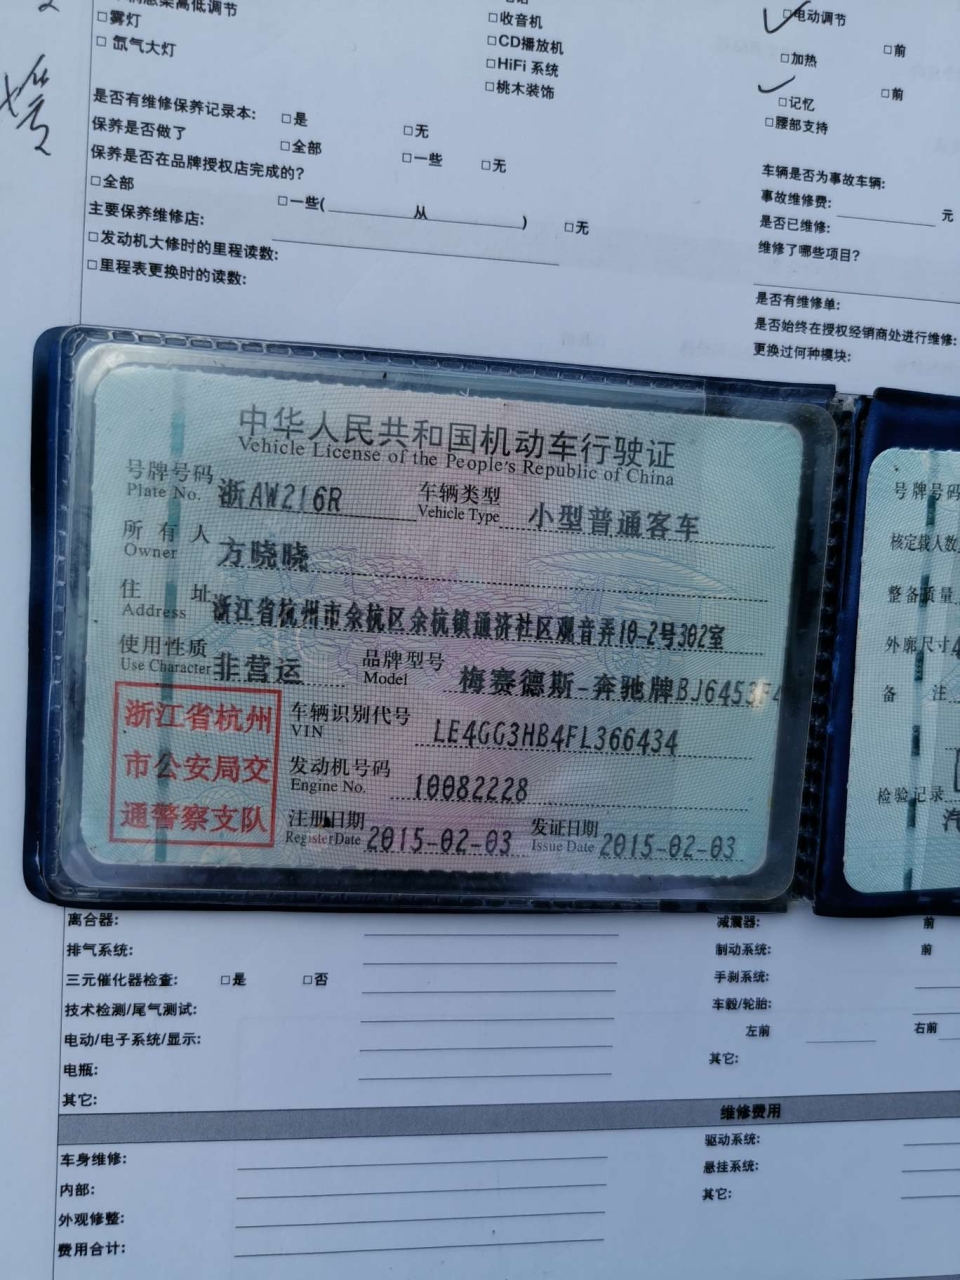 高低调节
□雾灯
□氙气大灯
□收音机
□CD播放机
□HiFi 系统
□桃木装饰
□电动调节
□前
□加热
□前
□记忆
□腰部支持
是否有维修保养记录本: □是 □无
保养是否做了 □全部 □一些 □无
保养是否在品牌授权店完成的?
□全部 □一些( 从 ) □无
主要保养维修店:
□发动机大修时的里程读数:
□里程表更换时的读数:
车辆是否为事故车辆:
事故维修费: 元
是否已维修:
维修了哪些项目?
是否有维修单:
是否始终在授权经销商处进行维修:
更换过何种模块:
中华人民共和国机动车行驶证
Vehicle License of the People's Republic of China
号牌号码 浙AW216R 车辆类型 小型普通客车
Plate No. Vehicle Type
所有人 方晓晓
Owner
住址 浙江省杭州市余杭区余杭镇通济社区观音弄10-2号302室
Address
使用性质 非营运 品牌型号 梅赛德斯-奔驰牌BJ6453F4
Use Character Model
浙江省杭州
市公安局交
通警察支队
车辆识别代号 LE4GG3HB4FL366434
VIN
发动机号码 10082228
Engine No.
注册日期 2015-02-03 发证日期 2015-02-03
Register Date Issue Date
号牌号码
核定载人数
整备质量
外廓尺寸
备注
检验记录
离合器:
排气系统:
三元催化器检查: □是 □否
技术检测/尾气测试:
电动/电子系统/显示:
电瓶:
其它:
减震器: 前
制动系统: 前
手刹系统:
车毂/轮胎:
左前 右前
其它:
维修费用
车身维修:
内部:
外观修整:
费用合计:
驱动系统:
悬挂系统:
其它: